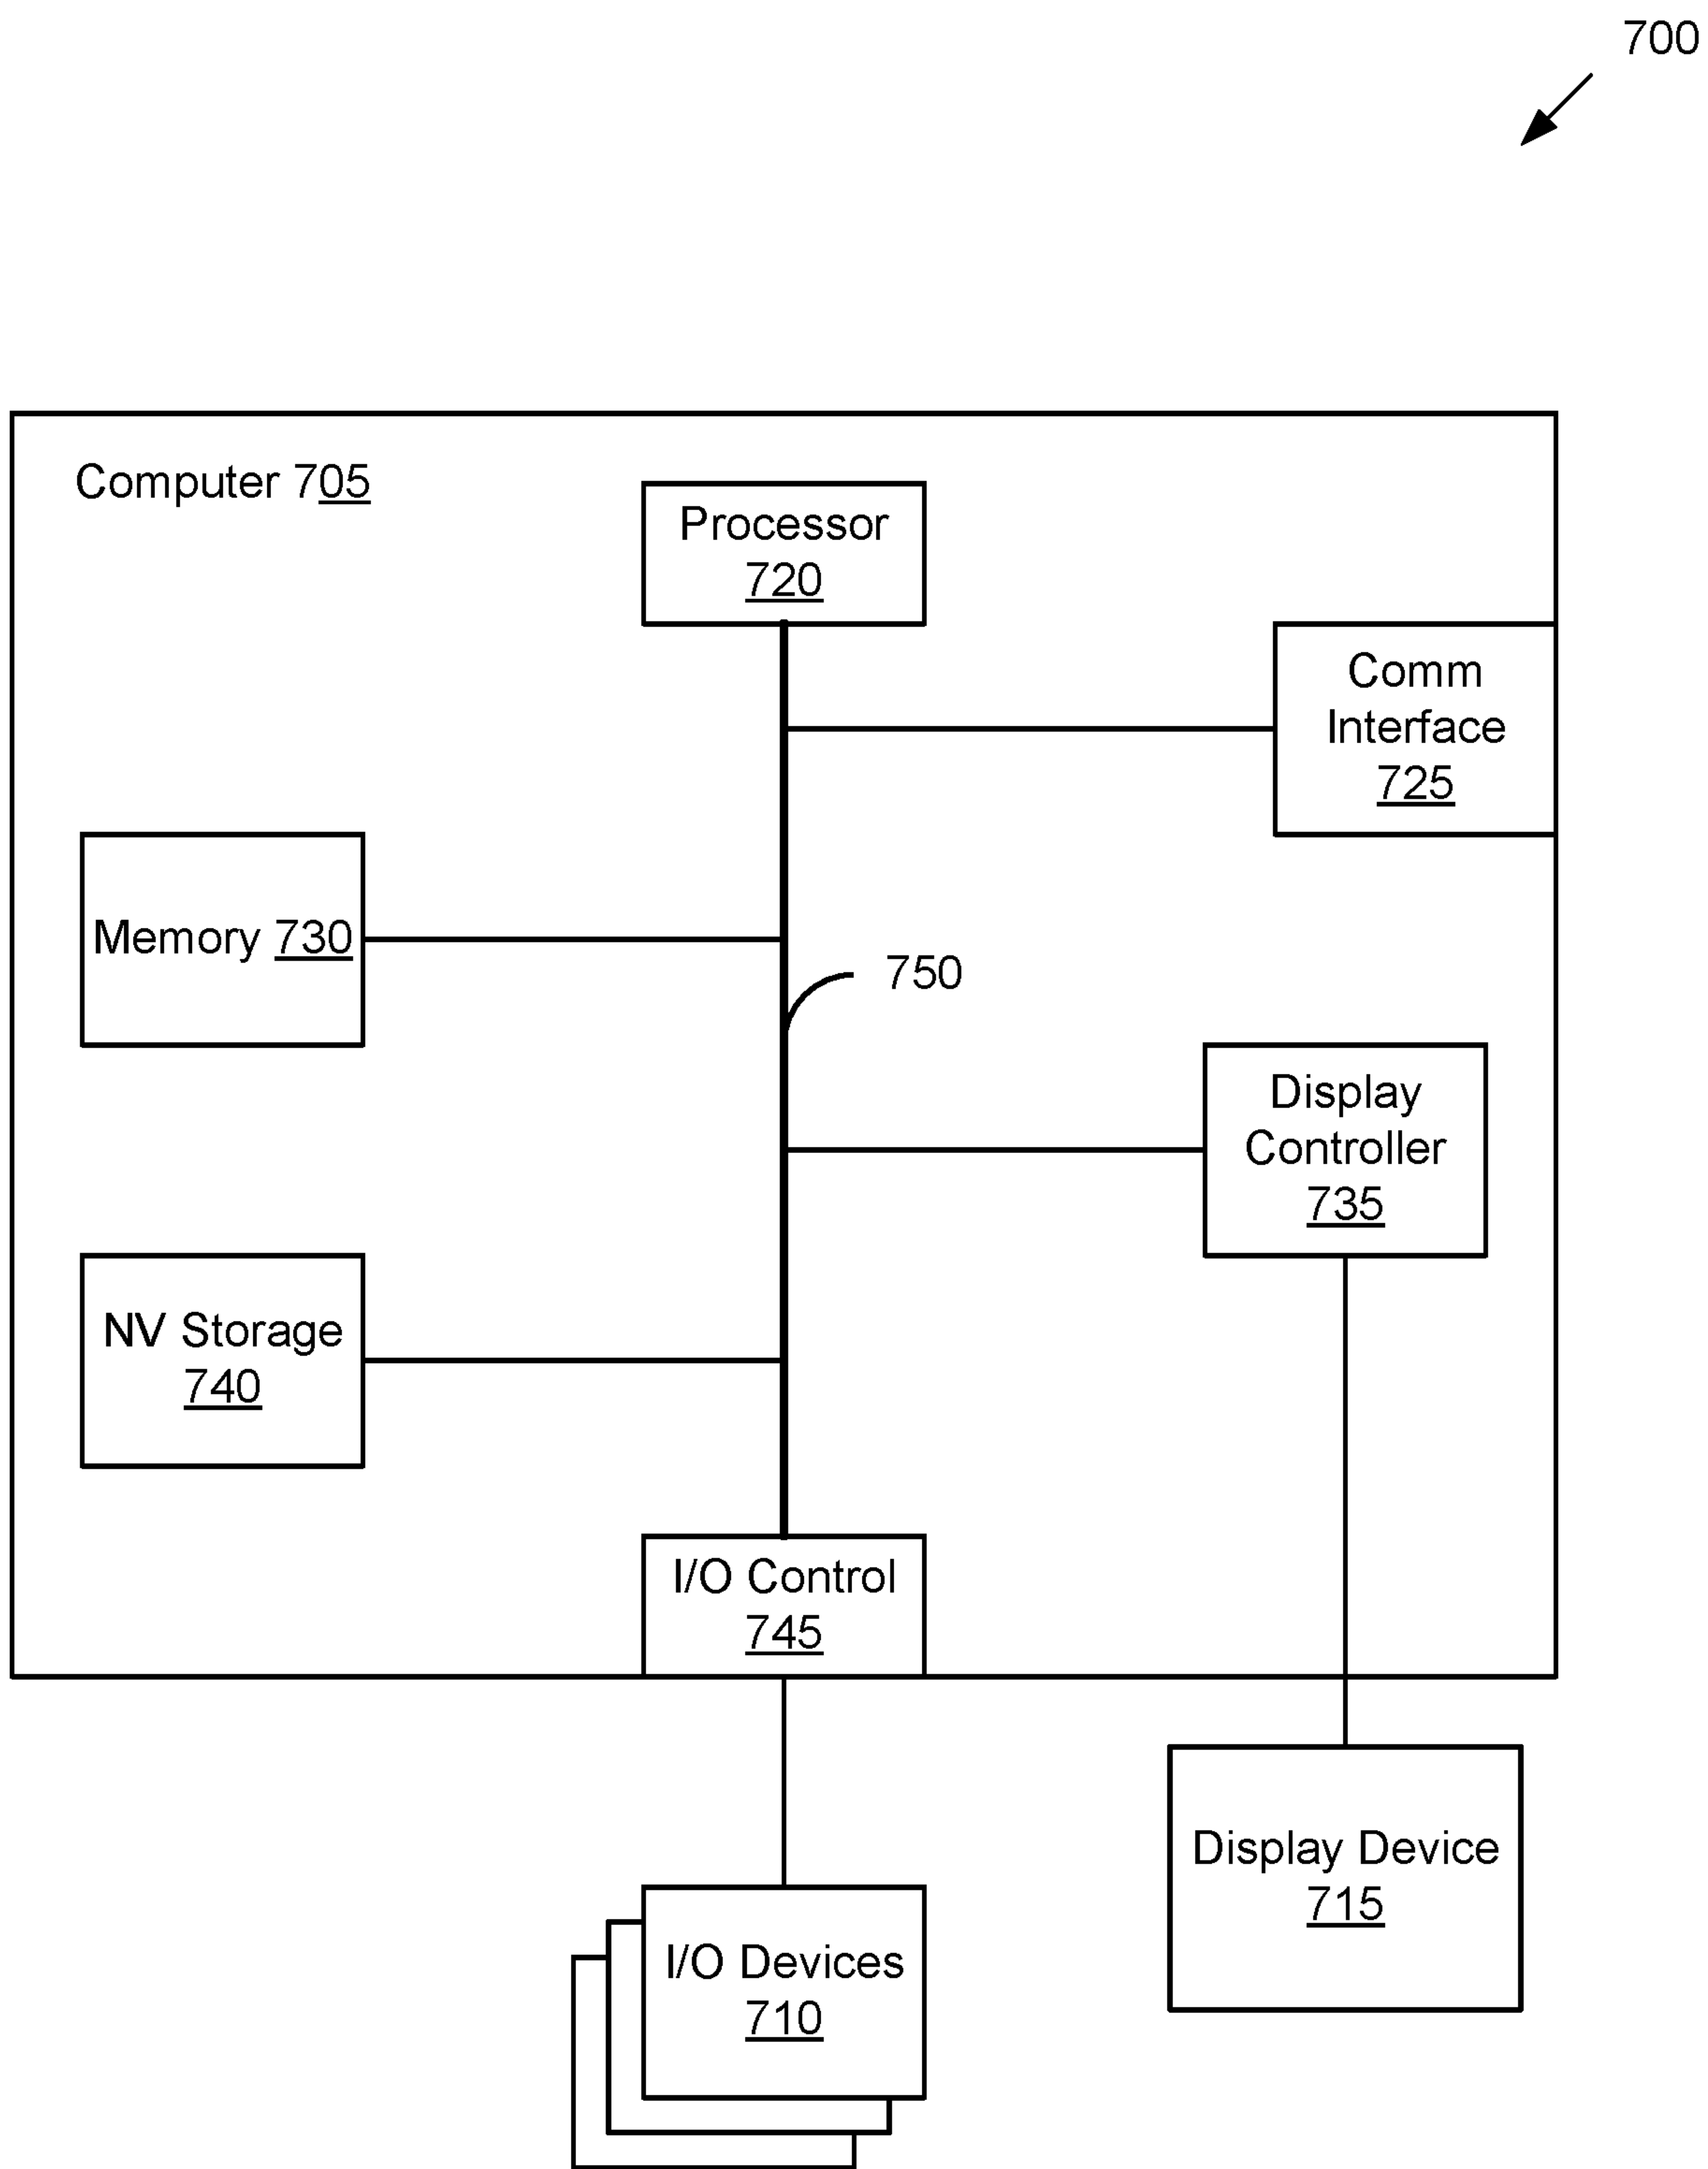 700
Computer 705
Processor
720
Comm
Interface
725
Memory 730
750
Display
Controller
735
NV Storage
740
I/O Control
745
Display Device
715
I/O Devices
710